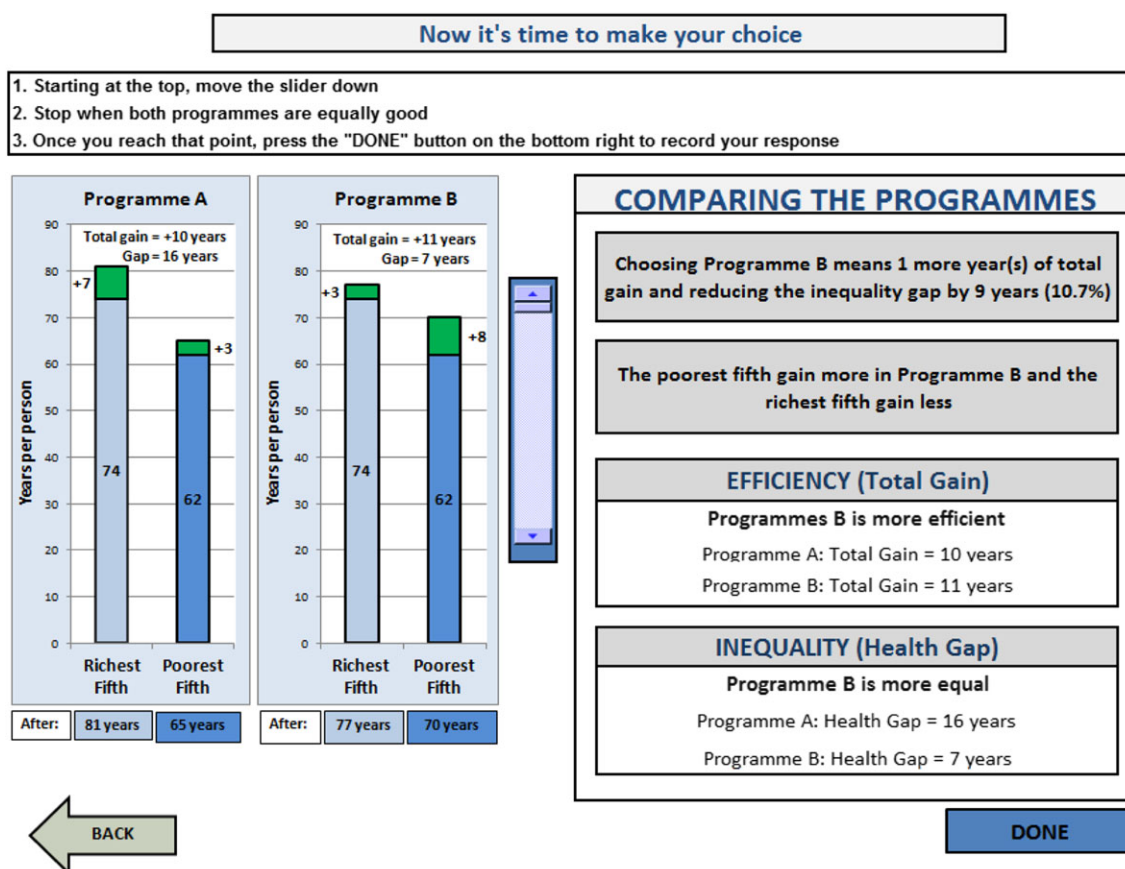 Now it's time to make your choice
1. Starting at the top, move the slider down
2. Stop when both programmes are equally good
3. Once you reach that point, press the "DONE" button on the bottom right to record your response
Programme A
Total gain = +10 years
Gap = 16 years
Years per person
90
80
70
60
50
40
30
20
10
0
+7
74
+3
62
Richest Fifth
Poorest Fifth
After:
81 years
65 years
Programme B
Total gain = +11 years
Gap = 7 years
Years per person
90
80
70
60
50
40
30
20
10
0
+3
74
+8
62
Richest Fifth
Poorest Fifth
After:
77 years
70 years
COMPARING THE PROGRAMMES
Choosing Programme B means 1 more year(s) of total
gain and reducing the inequality gap by 9 years (10.7%)
The poorest fifth gain more in Programme B and the
richest fifth gain less
EFFICIENCY (Total Gain)
Programmes B is more efficient
Programme A: Total Gain = 10 years
Programme B: Total Gain = 11 years
INEQUALITY (Health Gap)
Programme B is more equal
Programme A: Health Gap = 16 years
Programme B: Health Gap = 7 years
BACK
DONE